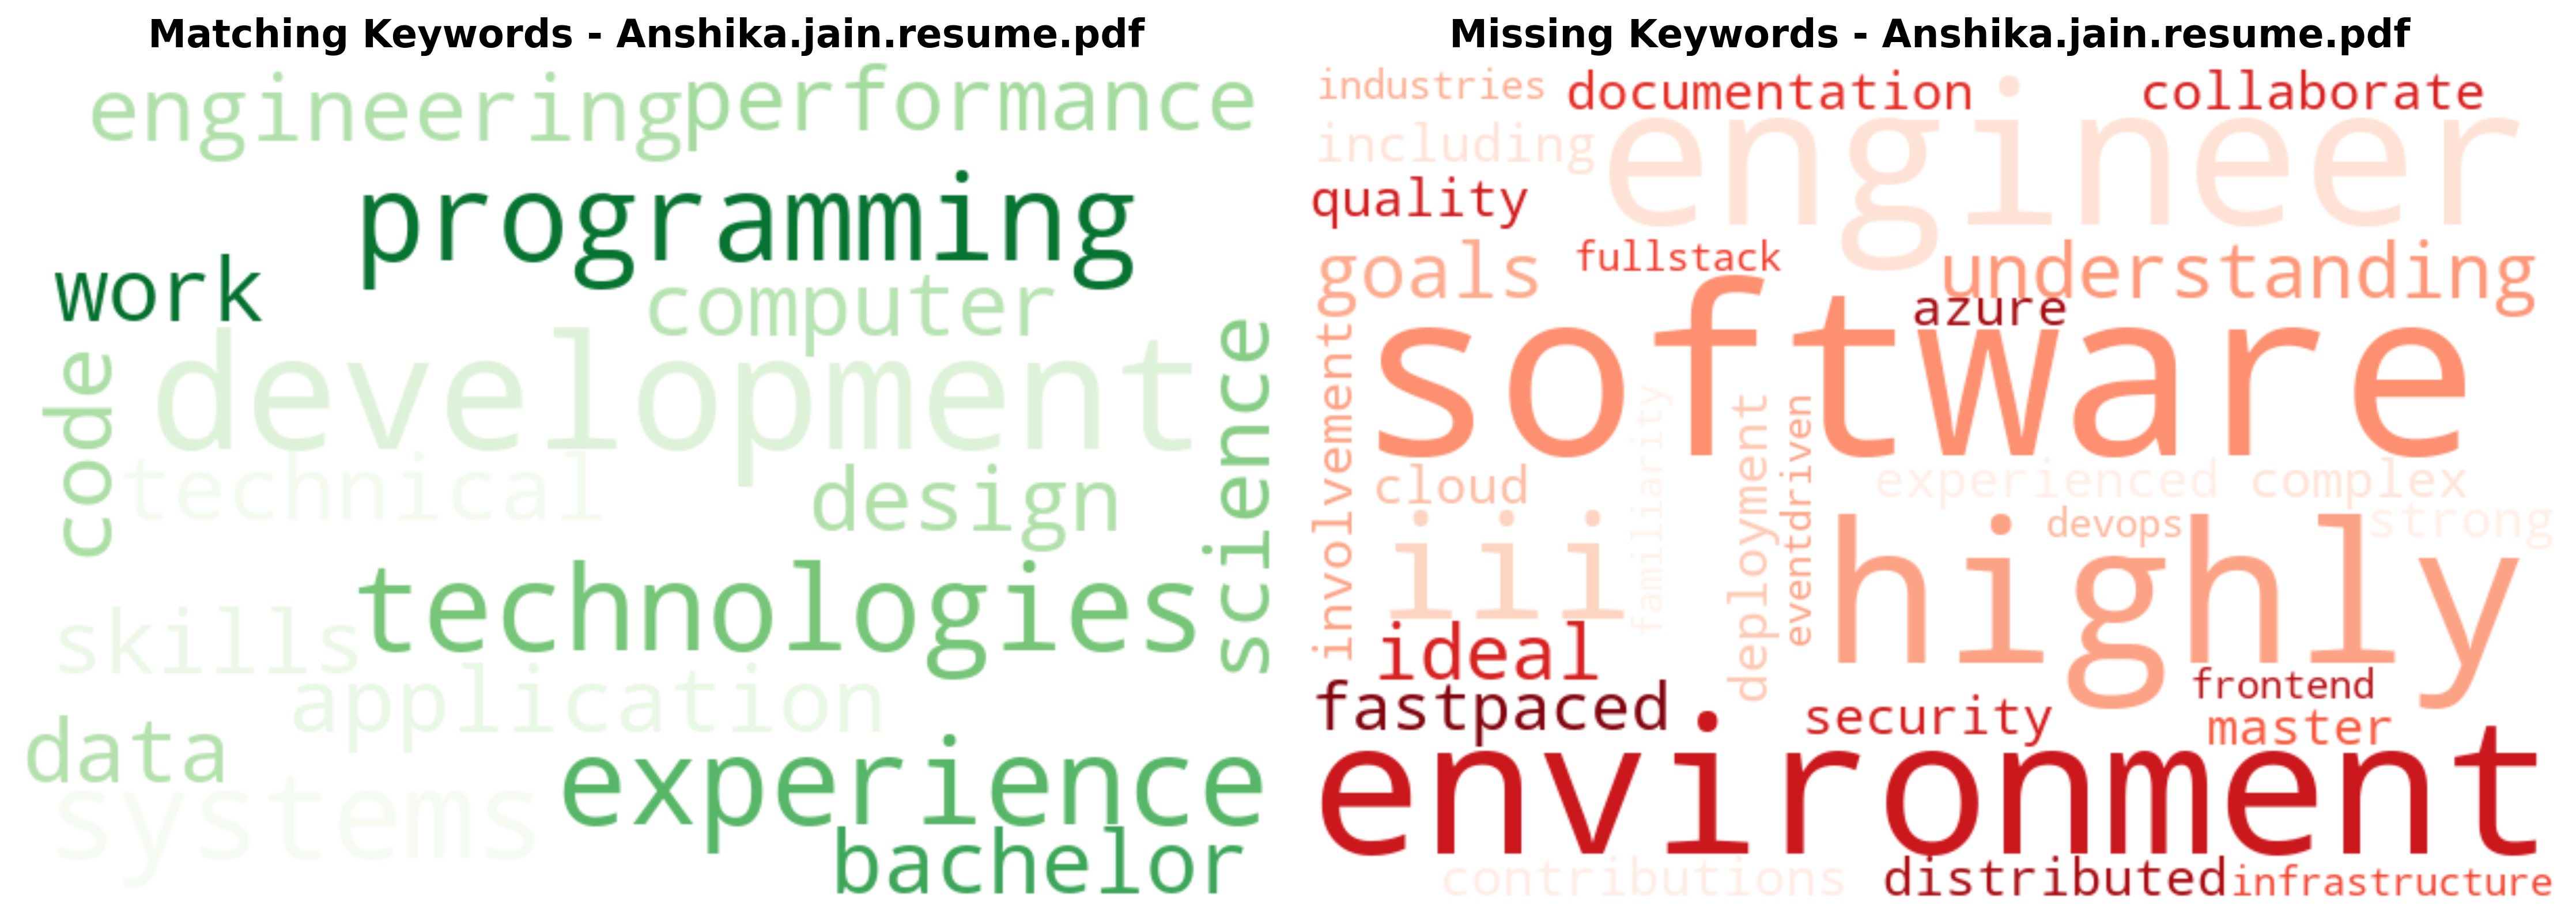 Matching Keywords - Anshika.jain.resume.pdf
engineering
performance
programming
work
computer
development
code
science
technical
design
technologies
skills
application
data
experience
systems
bachelor
Missing Keywords - Anshika.jain.resume.pdf
industries
documentation
collaborate
including
engineer
quality
goals
fullstack
understanding
azure
software
involvement
familiarity
deployment
eventdriven
cloud
experienced
complex
iii
devops
strong
highly
ideal
fastpaced
frontend
security
master
environment
contributions
distributed
infrastructure